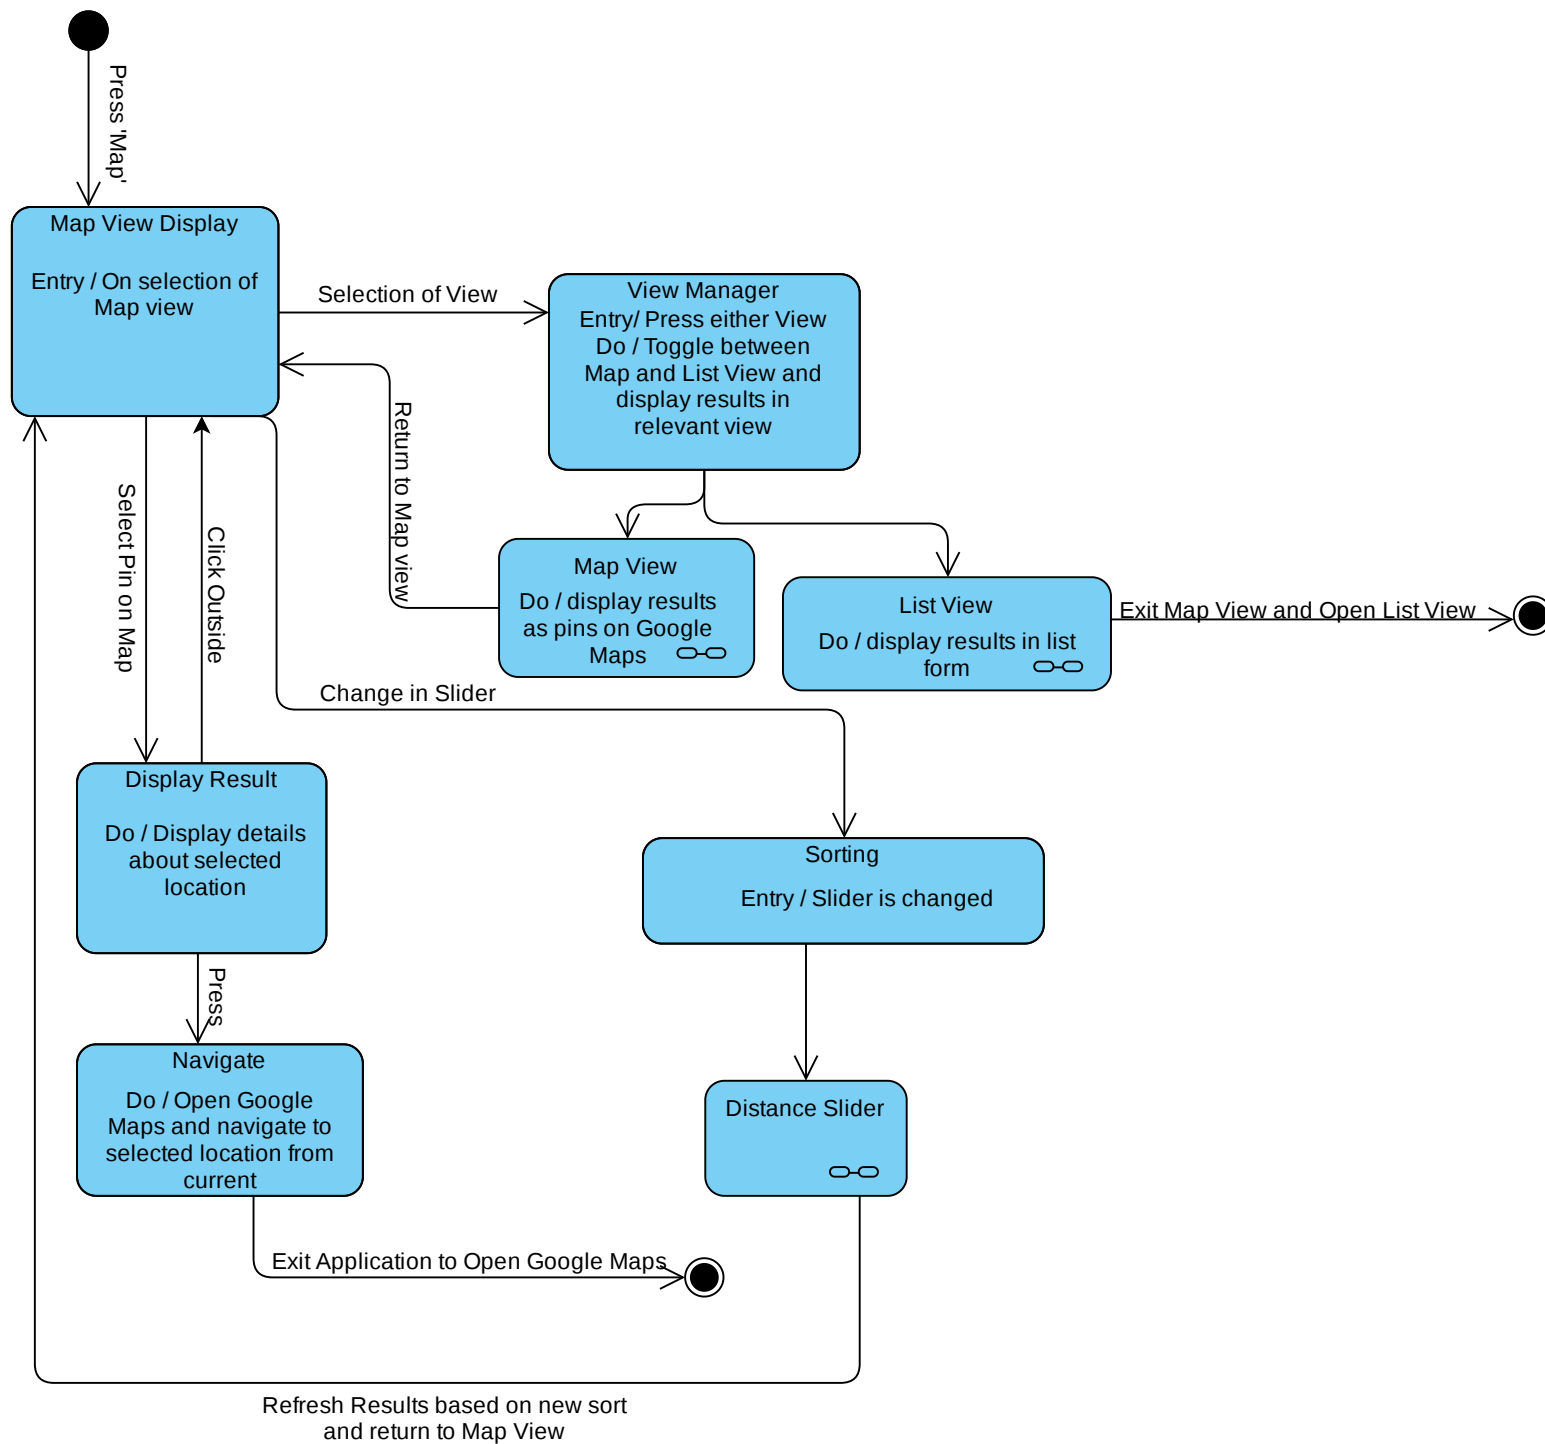 Press 'Map'
Map View Display
Entry / On selection of
Map view
Selection of View
View Manager
Entry/ Press either View
Do / Toggle between
Map and List View and
display results in
relevant view
Return to Map view
Select Pin on Map
Click Outside
Map View
Do / display results
as pins on Google
Maps
List View
Do / display results in list
form
Exit Map View and Open List View
Change in Slider
Display Result
Do / Display details
about selected
location
Sorting
Entry / Slider is changed
Press
Navigate
Do / Open Google
Maps and navigate to
selected location from
current
Distance Slider
Exit Application to Open Google Maps
Refresh Results based on new sort
and return to Map View